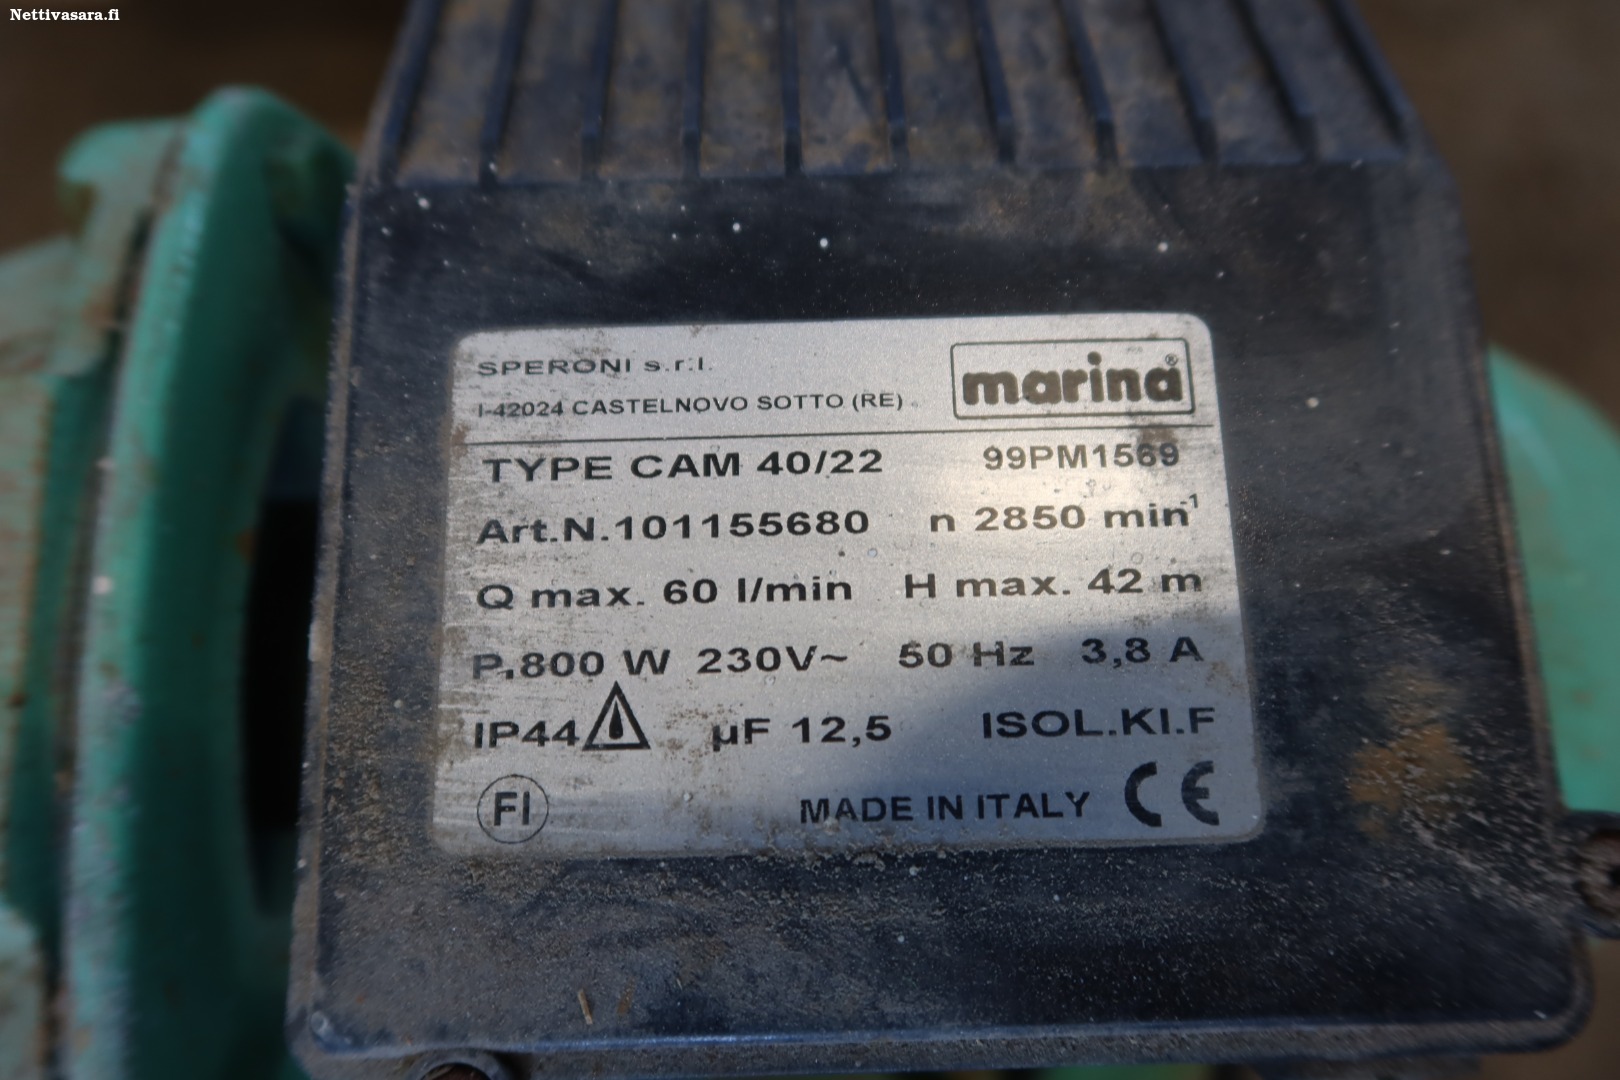 Nettivasara.fi
SPERONI s.r.l.
I-42024 CASTELNOVO SOTTO (RE)
marina®
TYPE CAM 40/22 99PM1569
Art.N.101155680 n 2850 min-1
Q max. 60 l/min H max. 42 m
P.800 W 230V~ 50 Hz 3,8 A
IP44 µF 12,5 ISOL.KI.F
FI MADE IN ITALY CE